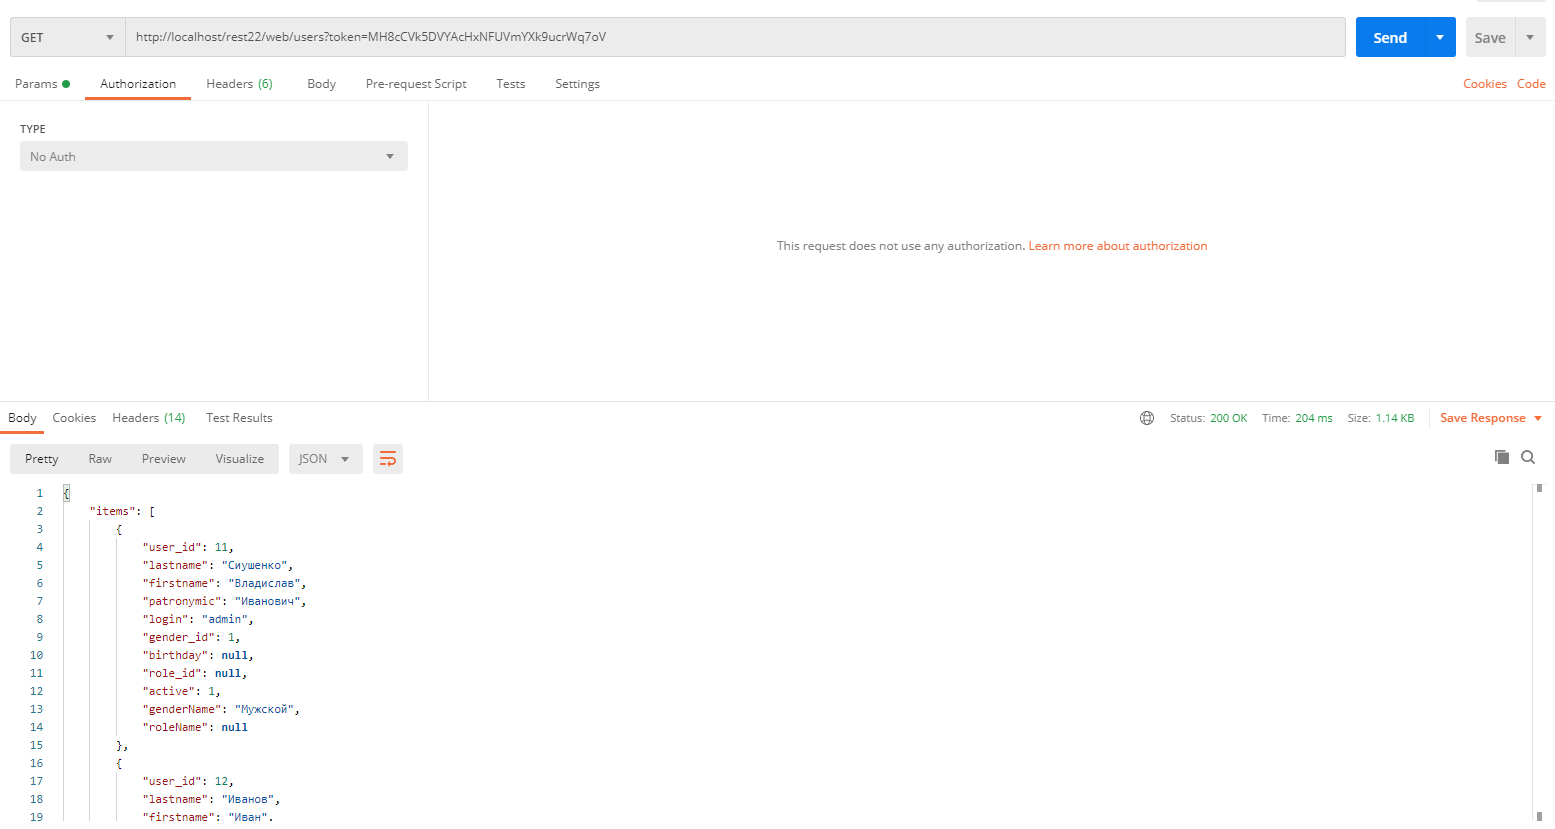 GET
http://localhost/rest22/web/users?token=MH8cCVk5DVYAcHxNFUVmYXk9ucrWq7oV
Send
Save
Params Authorization Headers (6) Body Pre-request Script Tests Settings Cookies Code
TYPE
No Auth
This request does not use any authorization. Learn more about authorization
Body Cookies Headers (14) Test Results Status: 200 OK Time: 204 ms Size: 1.14 KB Save Response
Pretty Raw Preview Visualize JSON
1 {
2 "items": [
3 {
4 "user_id": 11,
5 "lastname": "Сиушенко",
6 "firstname": "Владислав",
7 "patronymic": "Иванович",
8 "login": "admin",
9 "gender_id": 1,
10 "birthday": null,
11 "role_id": null,
12 "active": 1,
13 "genderName": "Мужской",
14 "roleName": null
15 },
16 {
17 "user_id": 12,
18 "lastname": "Иванов",
19 "firstname": "Иван",